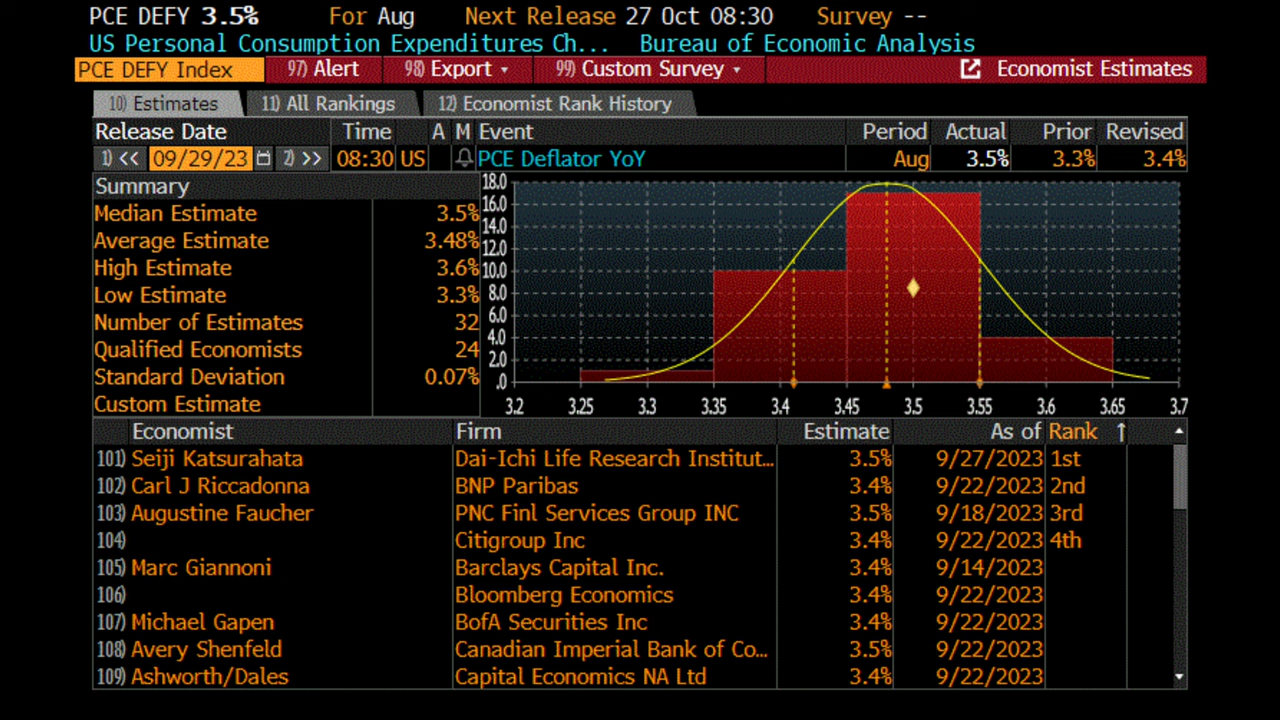 PCE DEFY 3.5% For Aug Next Release 27 Oct 08:30 Survey --
US Personal Consumption Expenditures Ch... Bureau of Economic Analysis
PCE DEFY Index 97) Alert 98) Export 99) Custom Survey Economist Estimates
10) Estimates 11) All Rankings 12) Economist Rank History
Release Date Time A M Event Period Actual Prior Revised
1) << 09/29/23 2) >> 08:30 US PCE Deflator YoY Aug 3.5% 3.3% 3.4%
Summary
Median Estimate 3.5%
Average Estimate 3.48%
High Estimate 3.6%
Low Estimate 3.3%
Number of Estimates 32
Qualified Economists 24
Standard Deviation 0.07%
Custom Estimate
18.0
16.0
14.0
12.0
10.0
8.0
6.0
4.0
2.0
.0
3.2 3.25 3.3 3.35 3.4 3.45 3.5 3.55 3.6 3.65 3.7
Economist Firm Estimate As of Rank ↑
101) Seiji Katsurahata Dai-Ichi Life Research Institut... 3.5% 9/27/2023 1st
102) Carl J Riccadonna BNP Paribas 3.4% 9/22/2023 2nd
103) Augustine Faucher PNC Finl Services Group INC 3.5% 9/18/2023 3rd
104) Citigroup Inc 3.4% 9/22/2023 4th
105) Marc Giannoni Barclays Capital Inc. 3.4% 9/14/2023
106) Bloomberg Economics 3.4% 9/22/2023
107) Michael Gapen BofA Securities Inc 3.4% 9/22/2023
108) Avery Shenfeld Canadian Imperial Bank of Co... 3.5% 9/22/2023
109) Ashworth/Dales Capital Economics NA Ltd 3.4% 9/22/2023